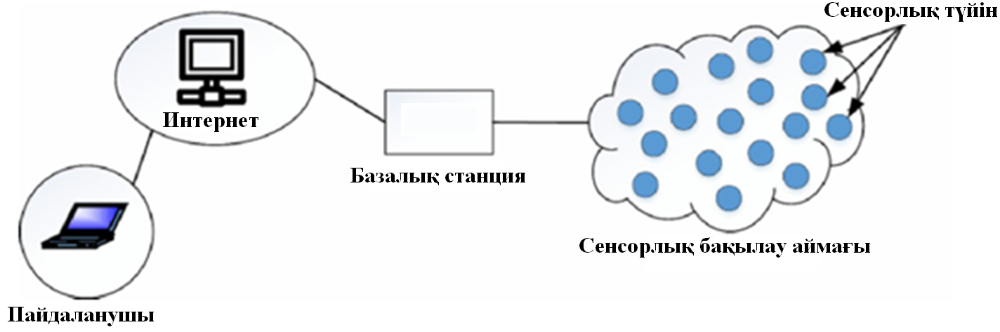 Сенсорлық түйін
Интернет
Базалық станция
Сенсорлық бақылау аймағы
Пайдаланушы